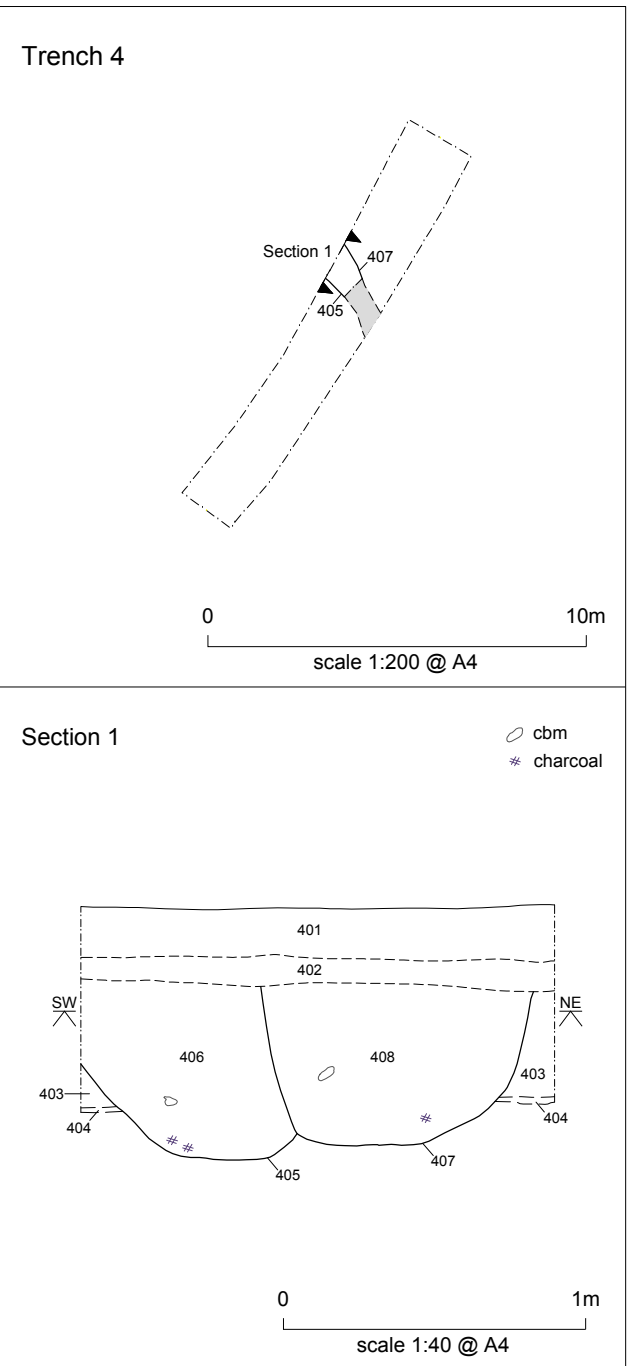 Trench 4
Section 1
407
405
0 10m
scale 1:200 @ A4
Section 1
cbm
charcoal
401
402
SW NE
406 408
403 403
404 404
405 407
0 1m
scale 1:40 @ A4